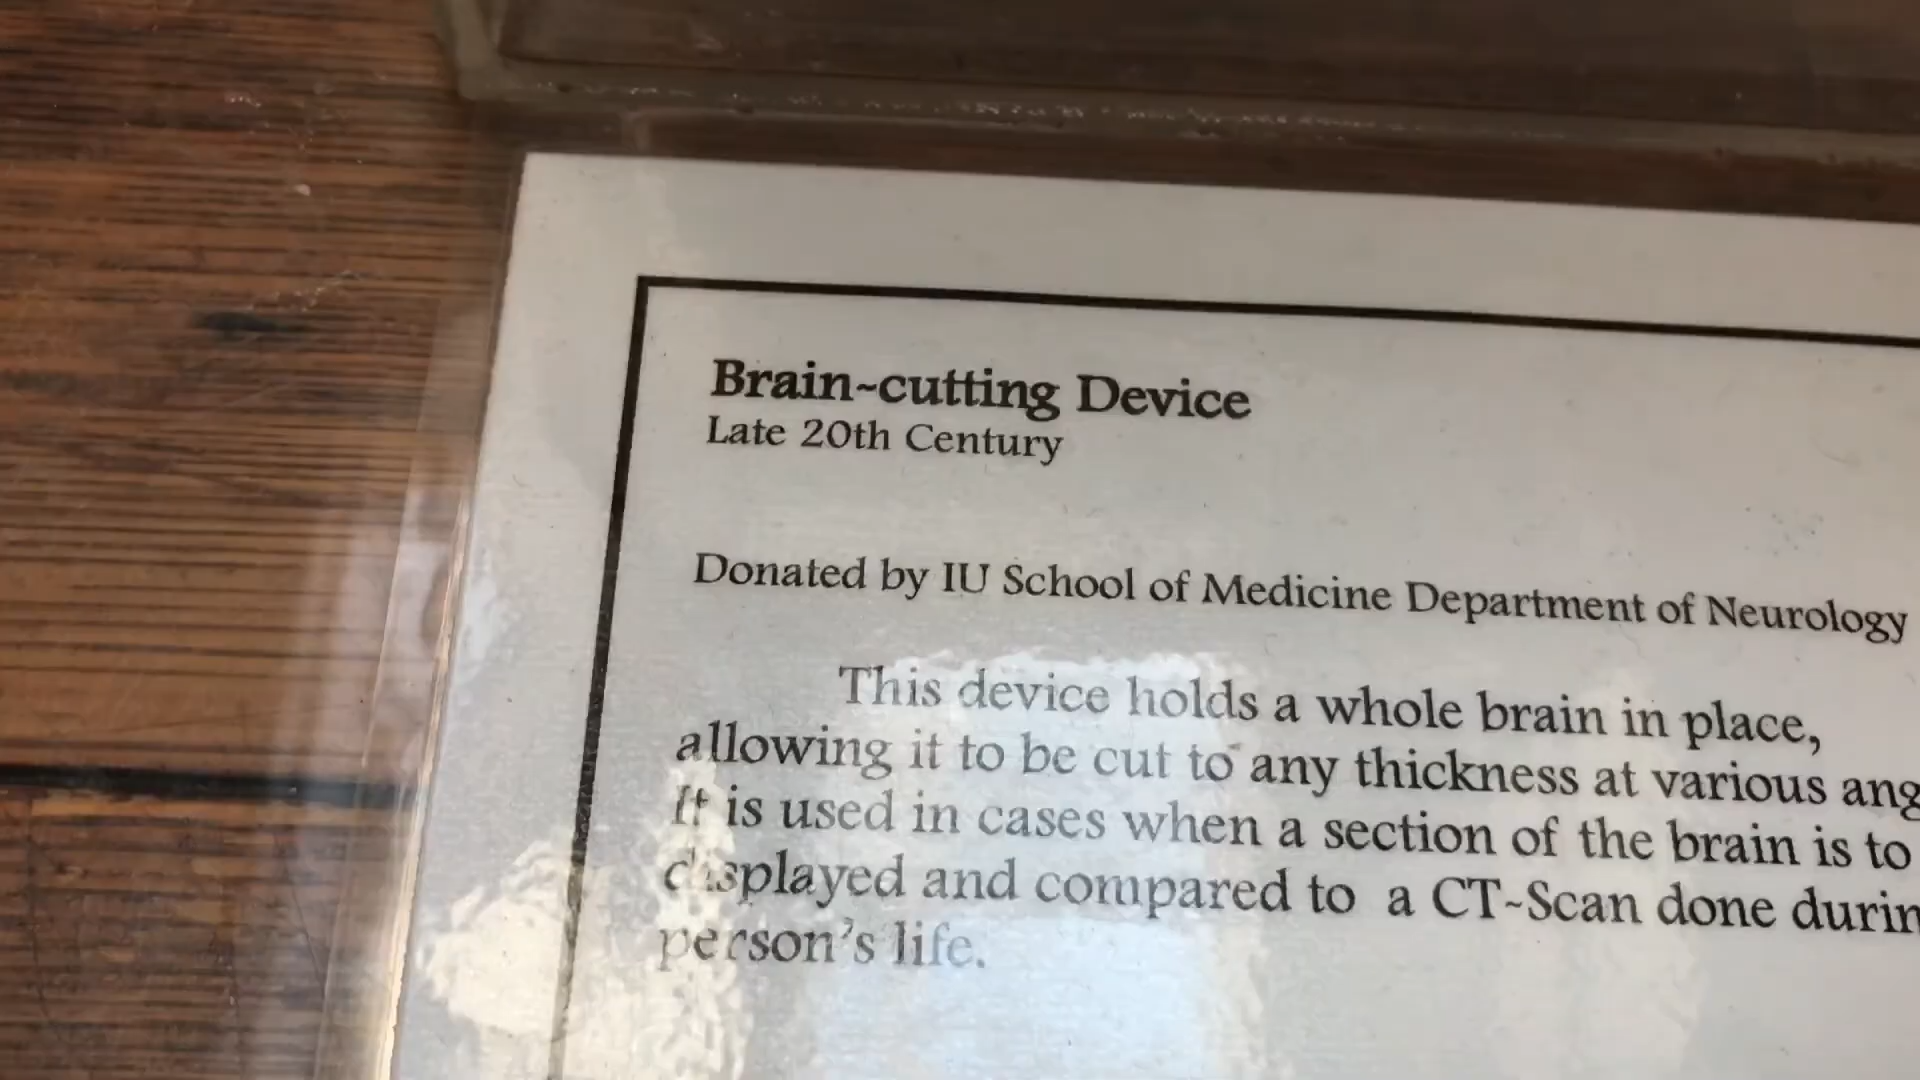 Brain~cutting Device
Late 20th Century
Donated by IU School of Medicine Department of Neurology
This device holds a whole brain in place,
allowing it to be cut to any thickness at various
It is used in cases when a section of the brain is to
displayed and compared to a CT~Scan done
person's life.